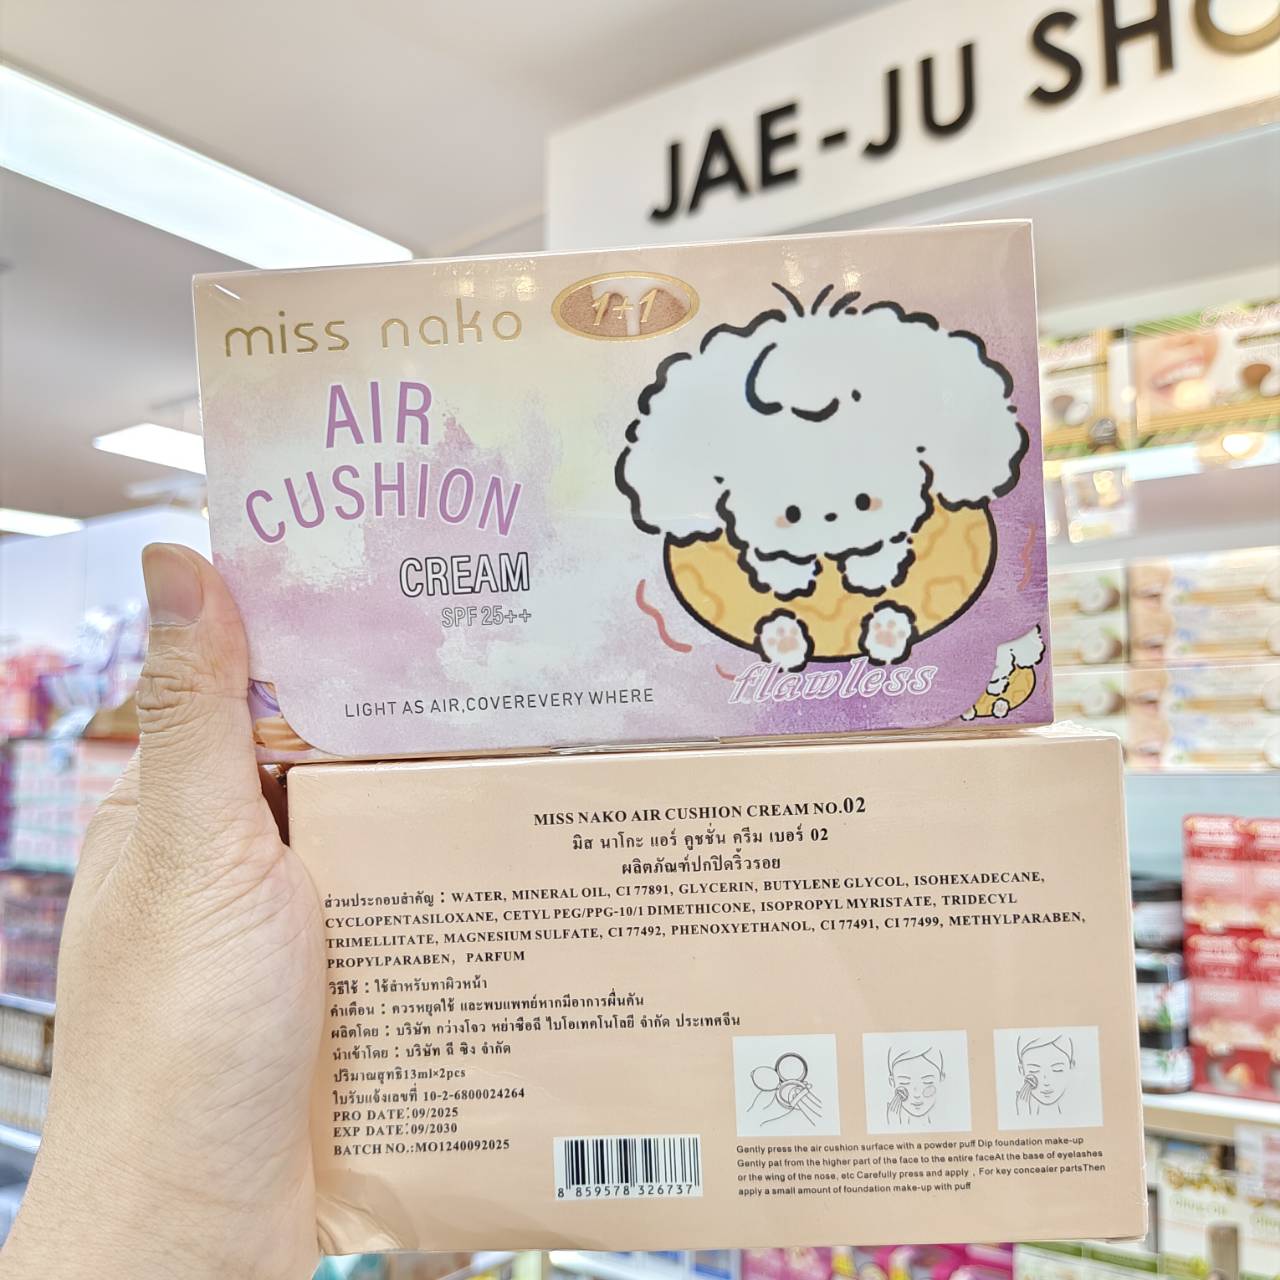 JAE-JU SHO
miss nako
1+1
AIR
CUSHION
CREAM
SPF 25++
LIGHT AS AIR,COVEREVERY WHERE
flawless
MISS NAKO AIR CUSHION CREAM NO.02
มิส นาโกะ แอร์ คูชชั่น ครีม เบอร์ 02
ผลิตภัณฑ์ปกปิดริ้วรอย
ส่วนประกอบสำคัญ : WATER, MINERAL OIL, CI 77891, GLYCERIN, BUTYLENE GLYCOL, ISOHEXADECANE,
CYCLOPENTASILOXANE, CETYL PEG/PPG-10/1 DIMETHICONE, ISOPROPYL MYRISTATE, TRIDECYL
TRIMELLITATE, MAGNESIUM SULFATE, CI 77492, PHENOXYETHANOL, CI 77491, CI 77499, METHYLPARABEN,
PROPYLPARABEN, PARFUM
วิธีใช้ : ใช้สำหรับทาผิวหน้า
คำเตือน : ควรหยุดใช้ และพบแพทย์หากมีอาการผื่นคัน
ผลิตโดย : บริษัท กว่างโจว หย่าซือถี ไบโอเทคโนโลยี จำกัด ประเทศจีน
นำเข้าโดย : บริษัท ถี ซิง จำกัด
ปริมาณสุทธิ13ml×2pcs
ใบรับแจ้งเลขที่ 10-2-6800024264
PRO DATE:09/2025
EXP DATE:09/2030
BATCH NO.:MO1240092025
8 859578 326737
Gently press the air cushion surface with a powder puff Dip foundation make-up
Gently pat from the higher part of the face to the entire faceAt the base of eyelashes
or the wing of the nose, etc Carefully press and apply , For key concealer partsThen
apply a small amount of foundation make-up with puff